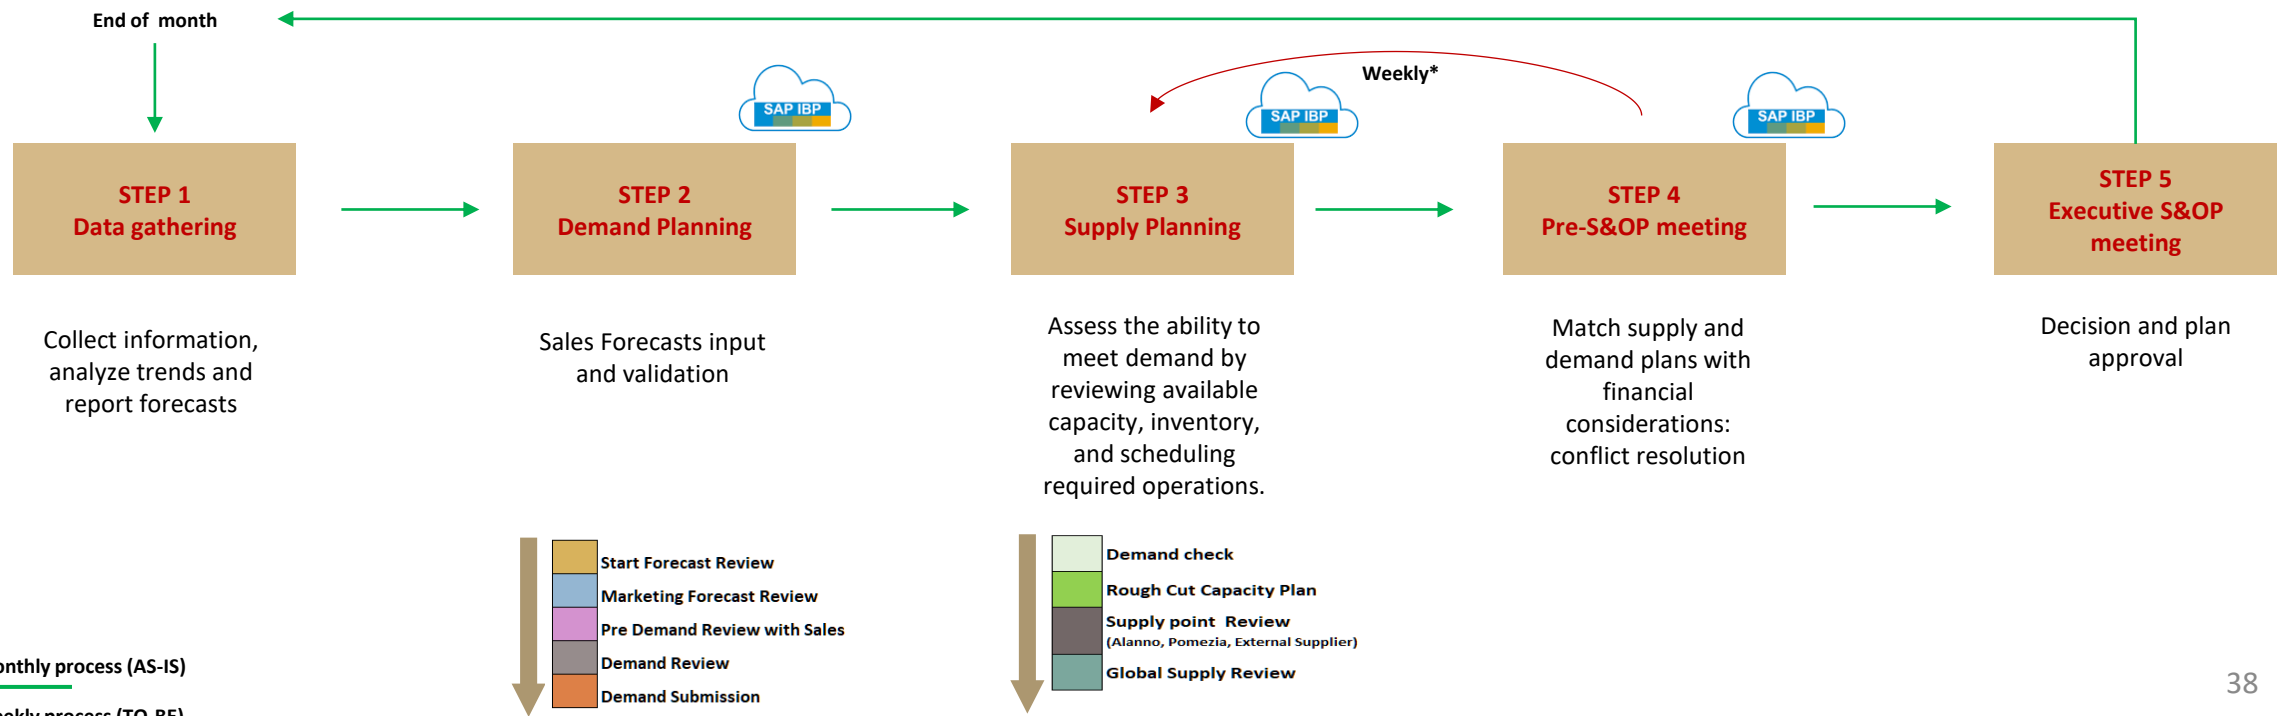 End of month
Weekly*
SAP IBP
SAP IBP
SAP IBP
STEP 1
Data gathering
STEP 2
Demand Planning
STEP 3
Supply Planning
STEP 4
Pre-S&OP meeting
STEP 5
Executive S&OP
meeting
Collect information,
analyze trends and
report forecasts
Sales Forecasts input
and validation
Assess the ability to
meet demand by
reviewing available
capacity, inventory,
and scheduling
required operations.
Match supply and
demand plans with
financial
considerations:
conflict resolution
Decision and plan
approval
Start Forecast Review
Marketing Forecast Review
Pre Demand Review with Sales
Demand Review
Demand Submission
Demand check
Rough Cut Capacity Plan
Supply point Review
(Alanno, Pomezia, External Supplier)
Global Supply Review
process (AS-IS)
process (TO-BE)
38